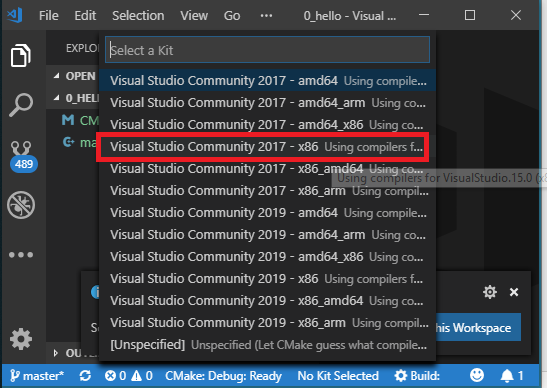 File Edit Selection View Go ··· 0_hello - Visual
Select a Kit
EXPLOR
OPEN
0_HELL
CM
ma
OUT
489
Visual Studio Community 2017 - amd64 Using compile...
Visual Studio Community 2017 - amd64_arm Using co...
Visual Studio Community 2017 - amd64_x86 Using co...
Visual Studio Community 2017 - x86 Using compilers f...
Visual Studio Community 2017 - x86_amd64 Using co...
Using compilers for VisualStudio.15.0 (x8
Visual Studio Community 2017 - x86_arm Using compil...
Visual Studio Community 2019 - amd64 Using compile...
Visual Studio Community 2019 - amd64_arm Using co...
Visual Studio Community 2019 - amd64_x86 Using co...
Visual Studio Community 2019 - x86 Using compilers f...
Visual Studio Community 2019 - x86_amd64 Using co...
Visual Studio Community 2019 - x86_arm Using compil...
[Unspecified] Unspecified (Let CMake guess what compile...
his Workspace
master* 0 0 CMake: Debug: Ready No Kit Selected Build: 1